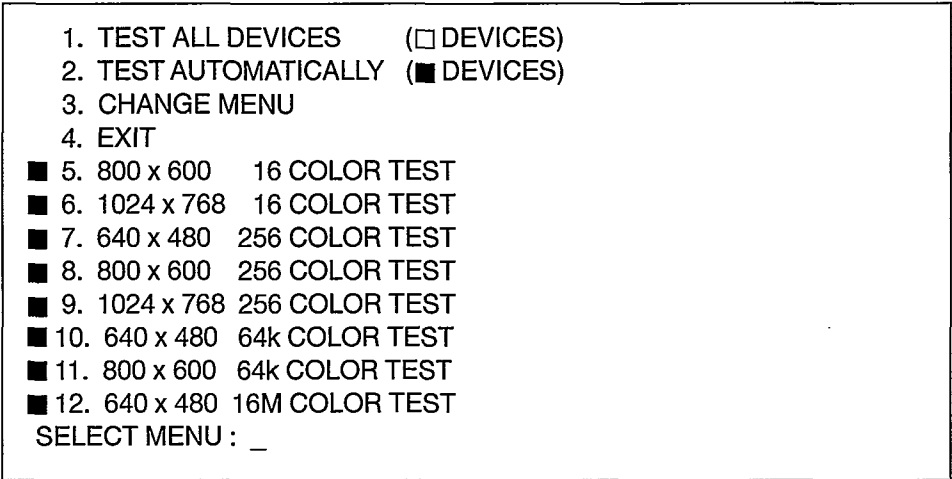 1. TEST ALL DEVICES (□ DEVICES)
2. TEST AUTOMATICALLY (■ DEVICES)
3. CHANGE MENU
4. EXIT
■ 5. 800 x 600 16 COLOR TEST
■ 6. 1024 x 768 16 COLOR TEST
■ 7. 640 x 480 256 COLOR TEST
■ 8. 800 x 600 256 COLOR TEST
■ 9. 1024 x 768 256 COLOR TEST
■ 10. 640 x 480 64k COLOR TEST
■ 11. 800 x 600 64k COLOR TEST
■ 12. 640 x 480 16M COLOR TEST
SELECT MENU : _